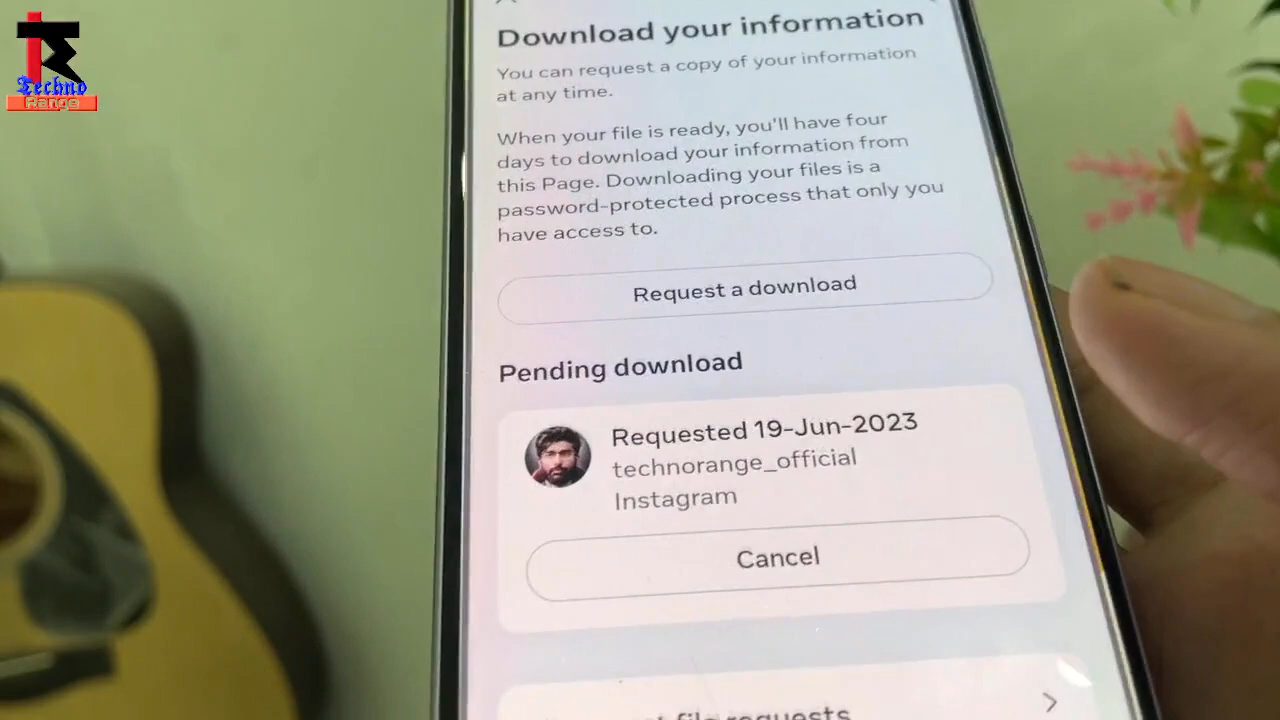 Techno
Range
Download your information
You can request a copy of your information
at any time.
When your file is ready, you'll have four
days to download your information from
this Page. Downloading your files is a
password-protected process that only you
have access to.
Request a download
Pending download
Requested 19-Jun-2023
technorange_official
Instagram
Cancel
file requests